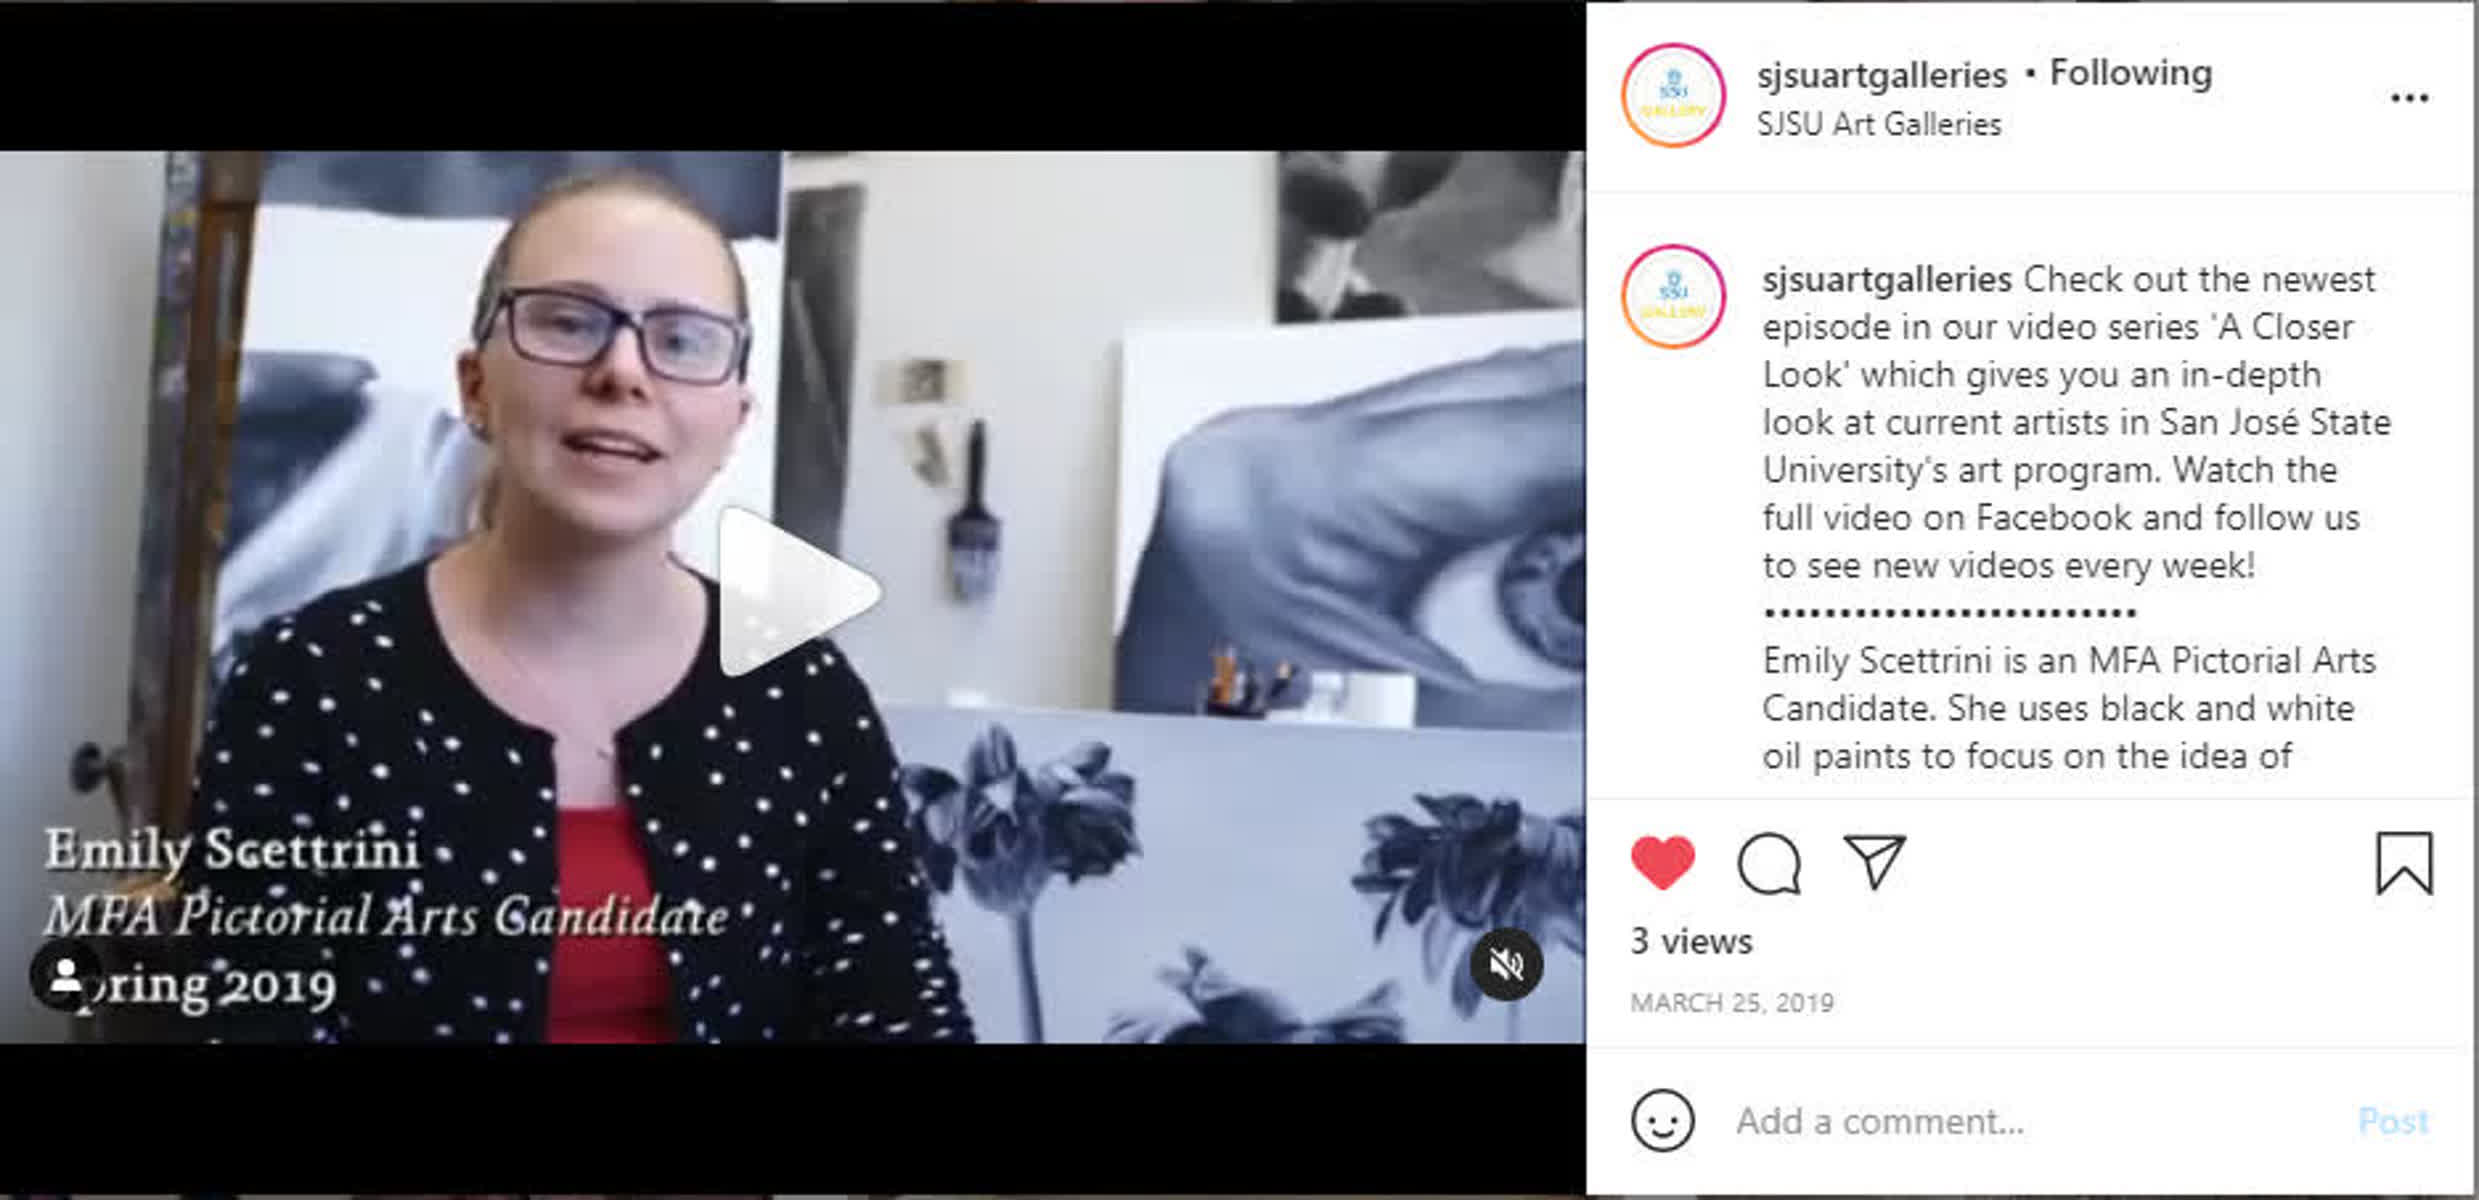 Emily Scettrini
MFA Pictorial Arts Candidate
pring 2019
sjsuartgalleries • Following
SJSU Art Galleries
sjsuartgalleries Check out the newest
episode in our video series 'A Closer
Look' which gives you an in-depth
look at current artists in San José State
University's art program. Watch the
full video on Facebook and follow us
to see new videos every week!
•••••••••••••••••••••••••
Emily Scettrini is an MFA Pictorial Arts
Candidate. She uses black and white
oil paints to focus on the idea of
3 views
MARCH 25, 2019
Add a comment...
Post